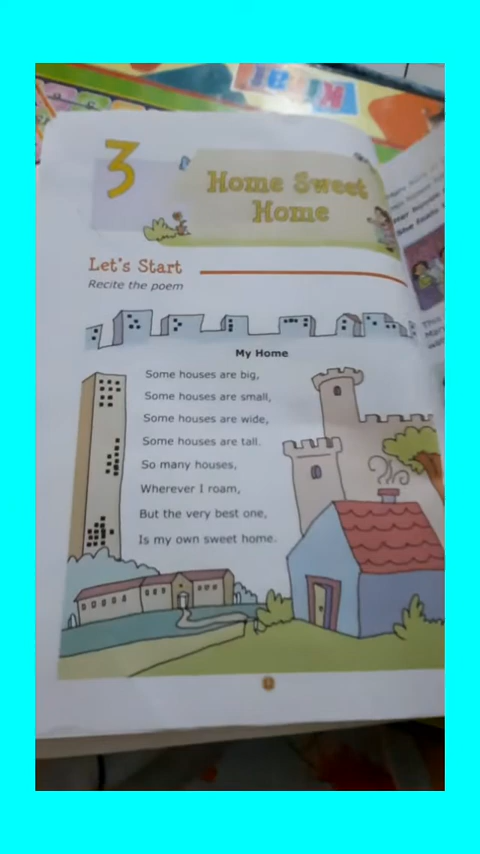 3
Home Sweet
Home
Let's Start
Recite the poem
My Home
Some houses are big,
Some houses are small,
Some houses are wide,
Some houses are tall.
So many houses,
Wherever I roam,
But the very best one,
Is my own sweet home.